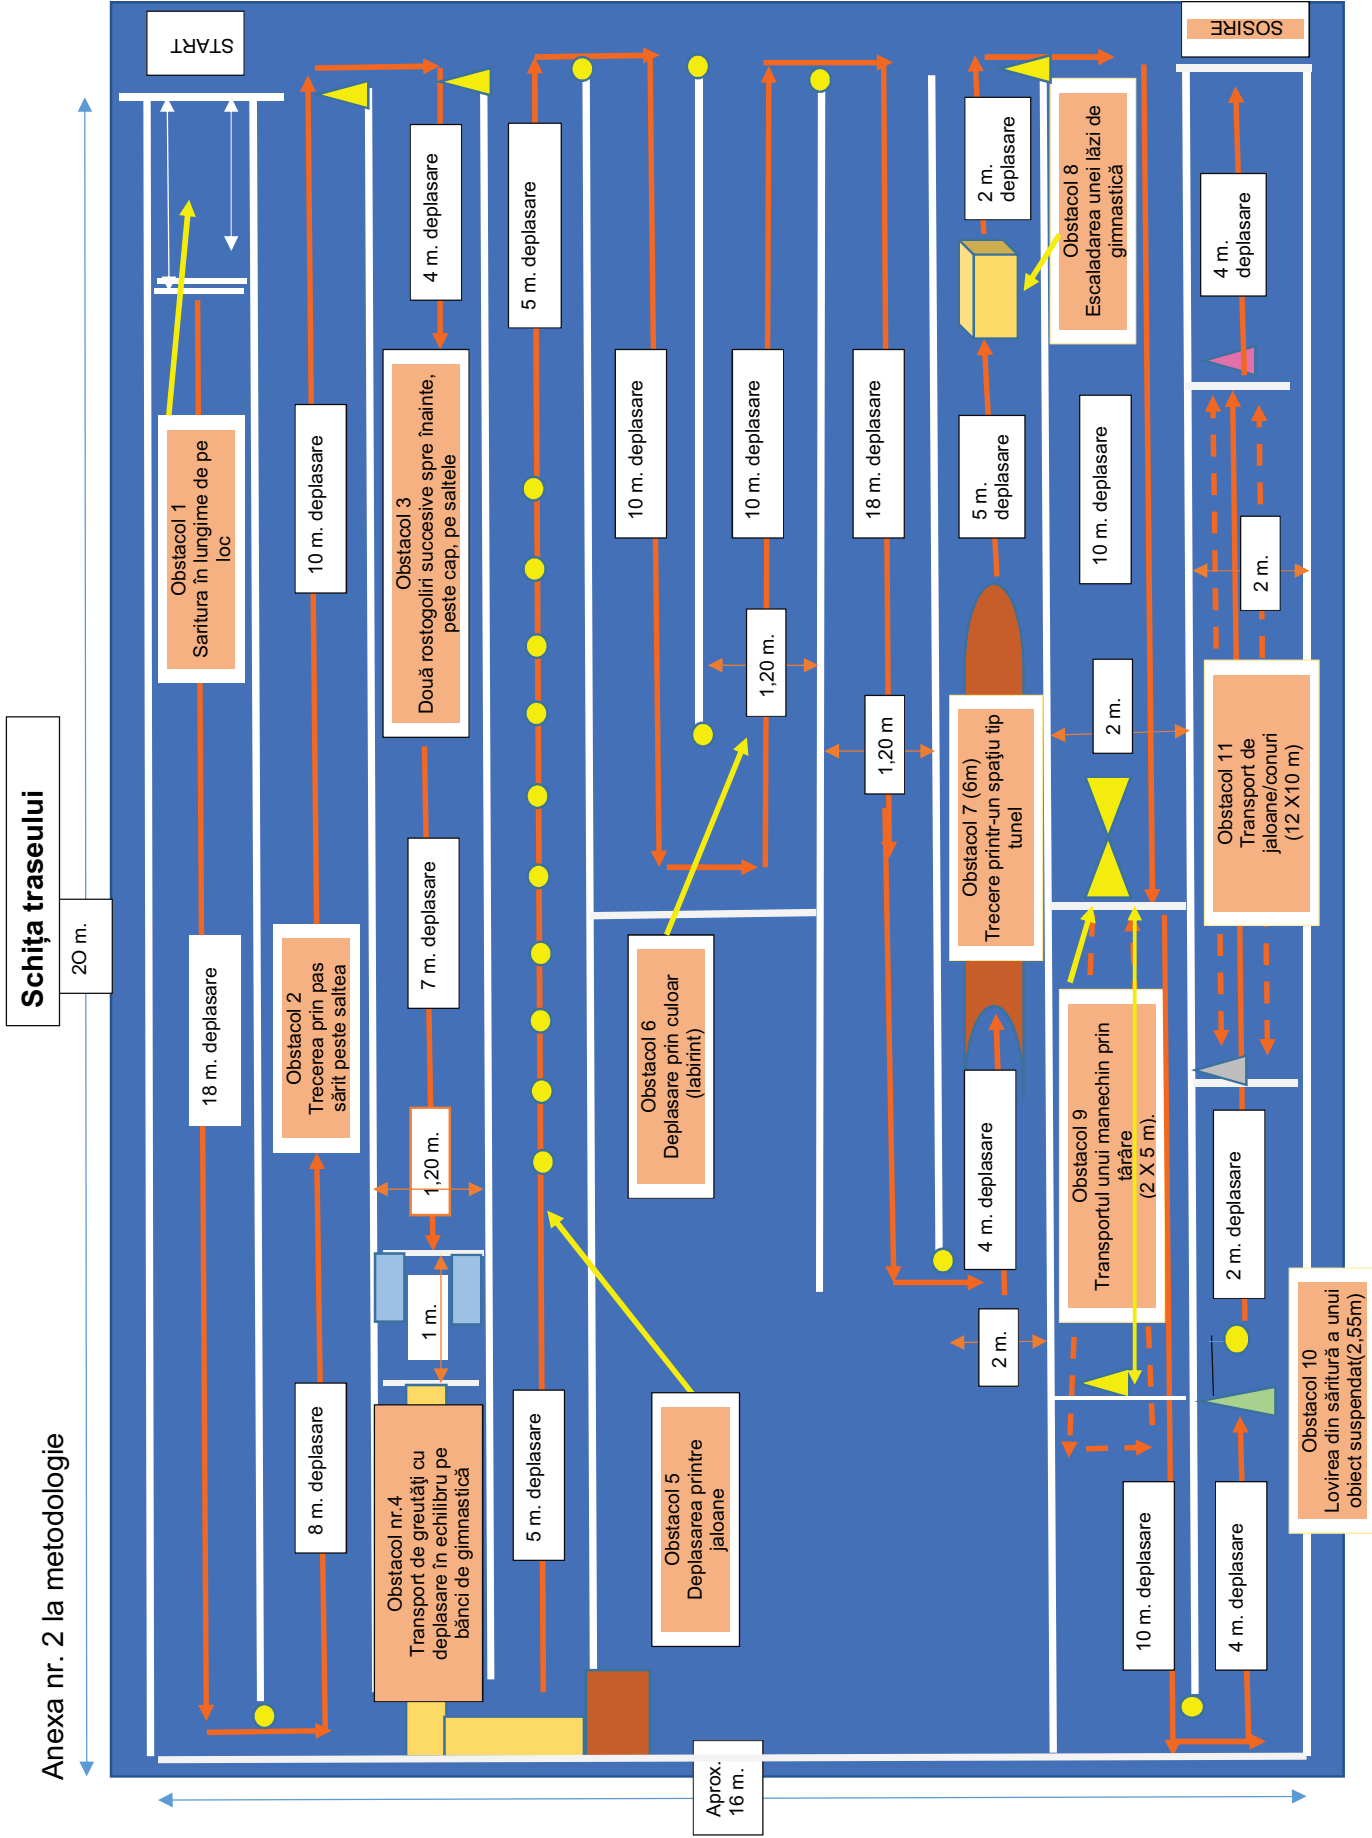 Anexa nr. 2 la metodologie
Schița traseului
20 m.
START
Obstacol 1
Saritura în lungime de pe
loc
18 m. deplasare
8 m. deplasare
Obstacol 2
Trecerea prin pas
sărit peste saltea
10 m. deplasare
4 m. deplasare
Obstacol 3
Două rostogoliri succesive spre înainte,
peste cap, pe saltele
7 m. deplasare
1,20 m.
1 m.
Obstacol nr.4
Transport de greutăți cu
deplasare în echilibru pe
bănci de gimnastică
5 m. deplasare
Obstacol 5
Deplasarea printre
jaloane
5 m. deplasare
10 m. deplasare
Obstacol 6
Deplasare prin culoar
(labirint)
1,20 m.
10 m. deplasare
18 m. deplasare
1,20 m
2 m.
4 m. deplasare
Obstacol 7 (6m)
Trecere printr-un spațiu tip
tunel
5 m.
deplasare
Obstacol 8
Escaladarea unei lăzi de
gimnastică
2 m.
deplasare
10 m. deplasare
2 m.
Obstacol 9
Transportul unui manechin prin
târâre
(2 X 5 m).
10 m. deplasare
4 m. deplasare
Obstacol 10
Lovirea din săritură a unui
obiect suspendat(2,55m)
2 m. deplasare
Obstacol 11
Transport de
jaloane/conuri
(12 X10 m)
2 m.
4 m.
deplasare
SOSIRE
Aprox.
16 m.